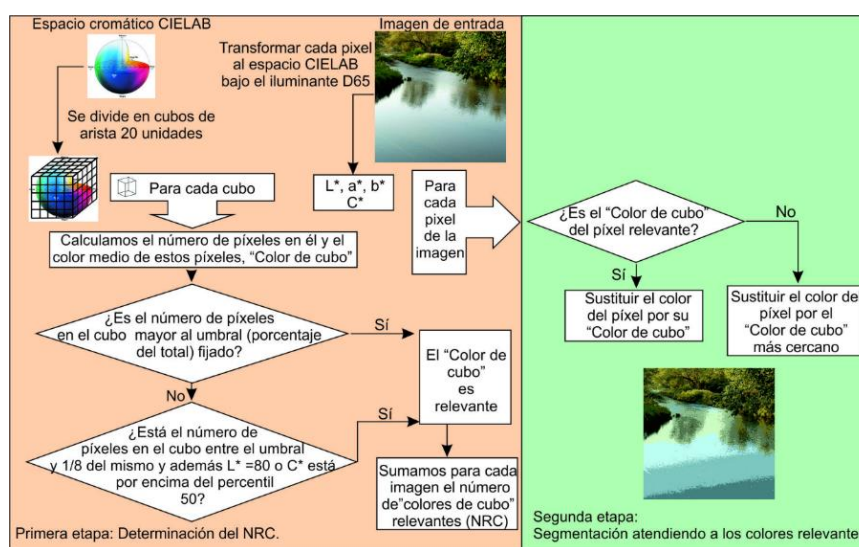 Espacio cromático CIELAB
Imagen de entrada
Transformar cada pixel
al espacio CIELAB
bajo el iluminante D65
Se divide en cubos de
arista 20 unidades
Para cada cubo
L*, a*, b*
C*
Para
cada
pixel
de la
imagen
Calculamos el número de píxeles en él y el
color medio de estos píxeles, “Color de cubo”
¿Es el número de píxeles
en el cubo mayor al umbral (porcentaje
del total) fijado?
Sí
No
El “Color de
cubo”
es
relevante
¿Está el número de
píxeles en el cubo entre el umbral
y 1/8 del mismo y además L* =80 o C* está
por encima del percentil
50?
Sí
Sumamos para cada
imagen el número
de”colores de cubo”
relevantes (NRC)
Primera etapa: Determinación del NRC.
¿Es el “Color de cubo”
del píxel relevante?
No
Sí
Sustituir el color
del píxel por su
“Color de cubo”
Sustituir el color de
píxel por el
“Color de cubo”
más cercano
Segunda etapa:
Segmentación atendiendo a los colores relevante